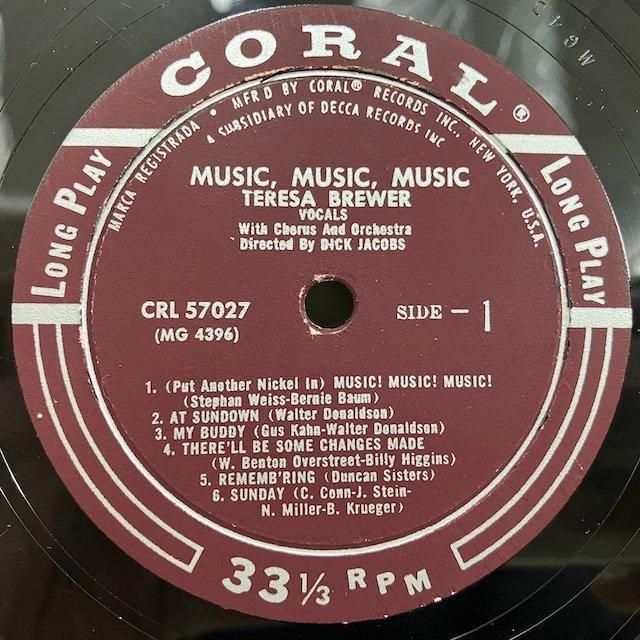 CORAL®
MARCA REGISTRADA • MFR'D BY CORAL® RECORDS INC., NEW YORK, U.S.A.
A SUBSIDIARY OF DECCA RECORDS INC
LONG PLAY
LONG PLAY
MUSIC, MUSIC, MUSIC
TERESA BREWER
VOCALS
With Chorus And Orchestra
Directed By DICK JACOBS
CRL 57027
(MG 4396)
SIDE - 1
1. (Put Another Nickel In) MUSIC! MUSIC! MUSIC!
(Stephan Weiss-Bernie Baum)
2. AT SUNDOWN (Walter Donaldson)
3. MY BUDDY (Gus Kahn-Walter Donaldson)
4. THERE'LL BE SOME CHANGES MADE
(W. Benton Overstreet-Billy Higgins)
5. REMEMB'RING (Duncan Sisters)
6. SUNDAY (C. Conn-J. Stein-
N. Miller-B. Krueger)
33 1/3 RPM